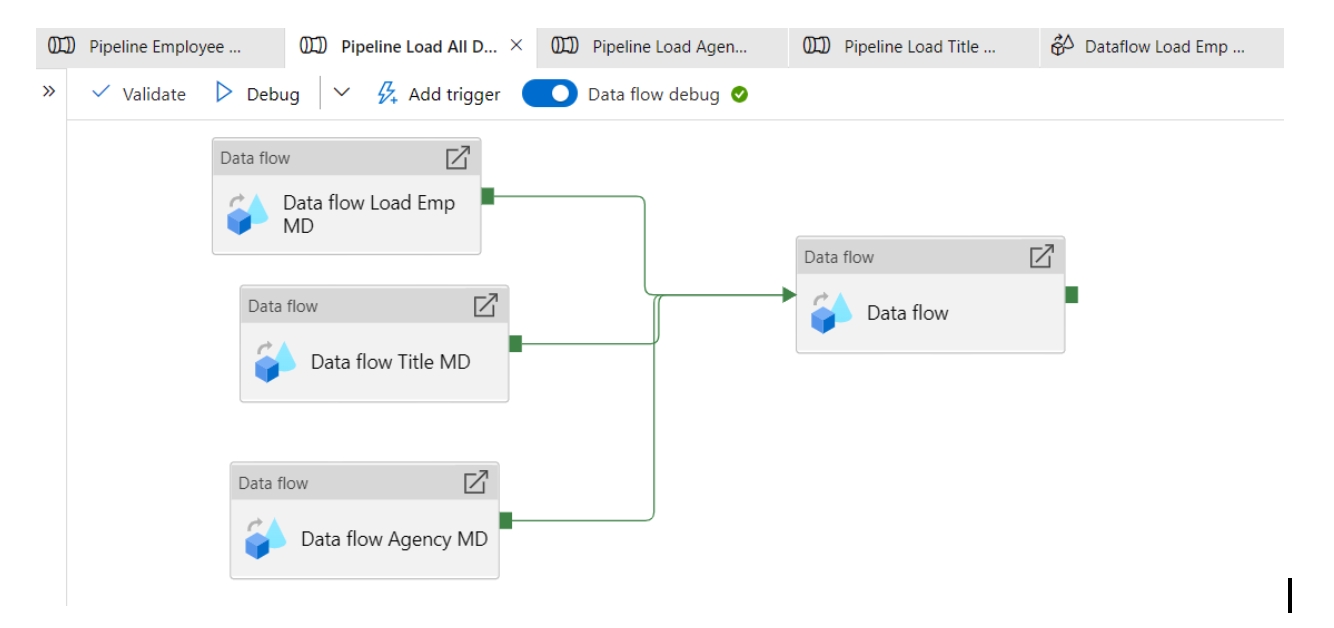 Pipeline Employee ...
Pipeline Load All D...
Pipeline Load Agen...
Pipeline Load Title ...
Dataflow Load Emp ...
Validate
Debug
Add trigger
Data flow debug
Data flow
Data flow Load Emp
MD
Data flow
Data flow Title MD
Data flow
Data flow Agency MD
Data flow
Data flow